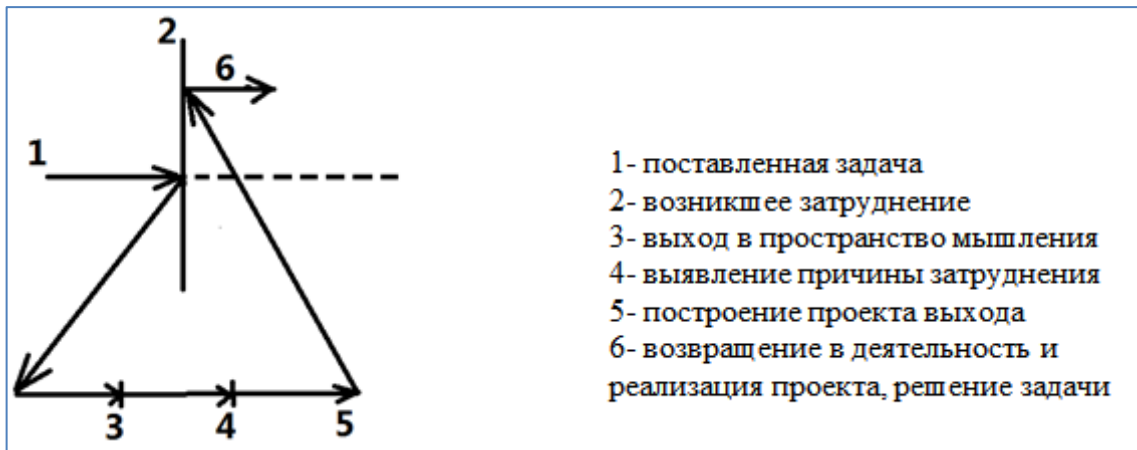 2
6
1
3
4
5
1- поставленная задача
2- возникшее затруднение
3- выход в пространство мышления
4- выявление причины затруднения
5- построение проекта выхода
6- возвращение в деятельность и
реализация проекта, решение задачи